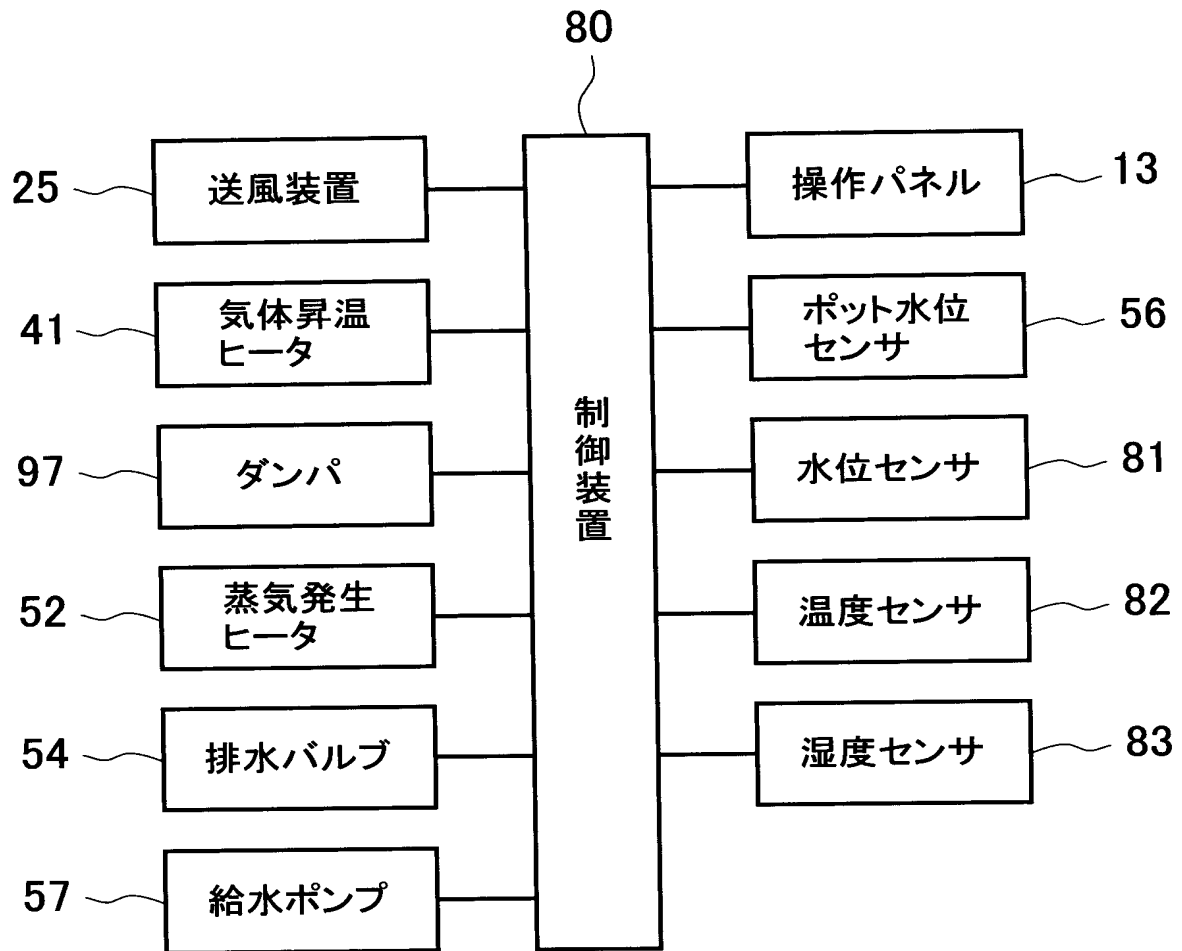 80
25
送風装置
操作パネル
13
41
気体昇温
ヒータ
ポット水位
センサ
56
制御装置
97
ダンパ
水位センサ
81
52
蒸気発生
ヒータ
温度センサ
82
54
排水バルブ
湿度センサ
83
57
給水ポンプ